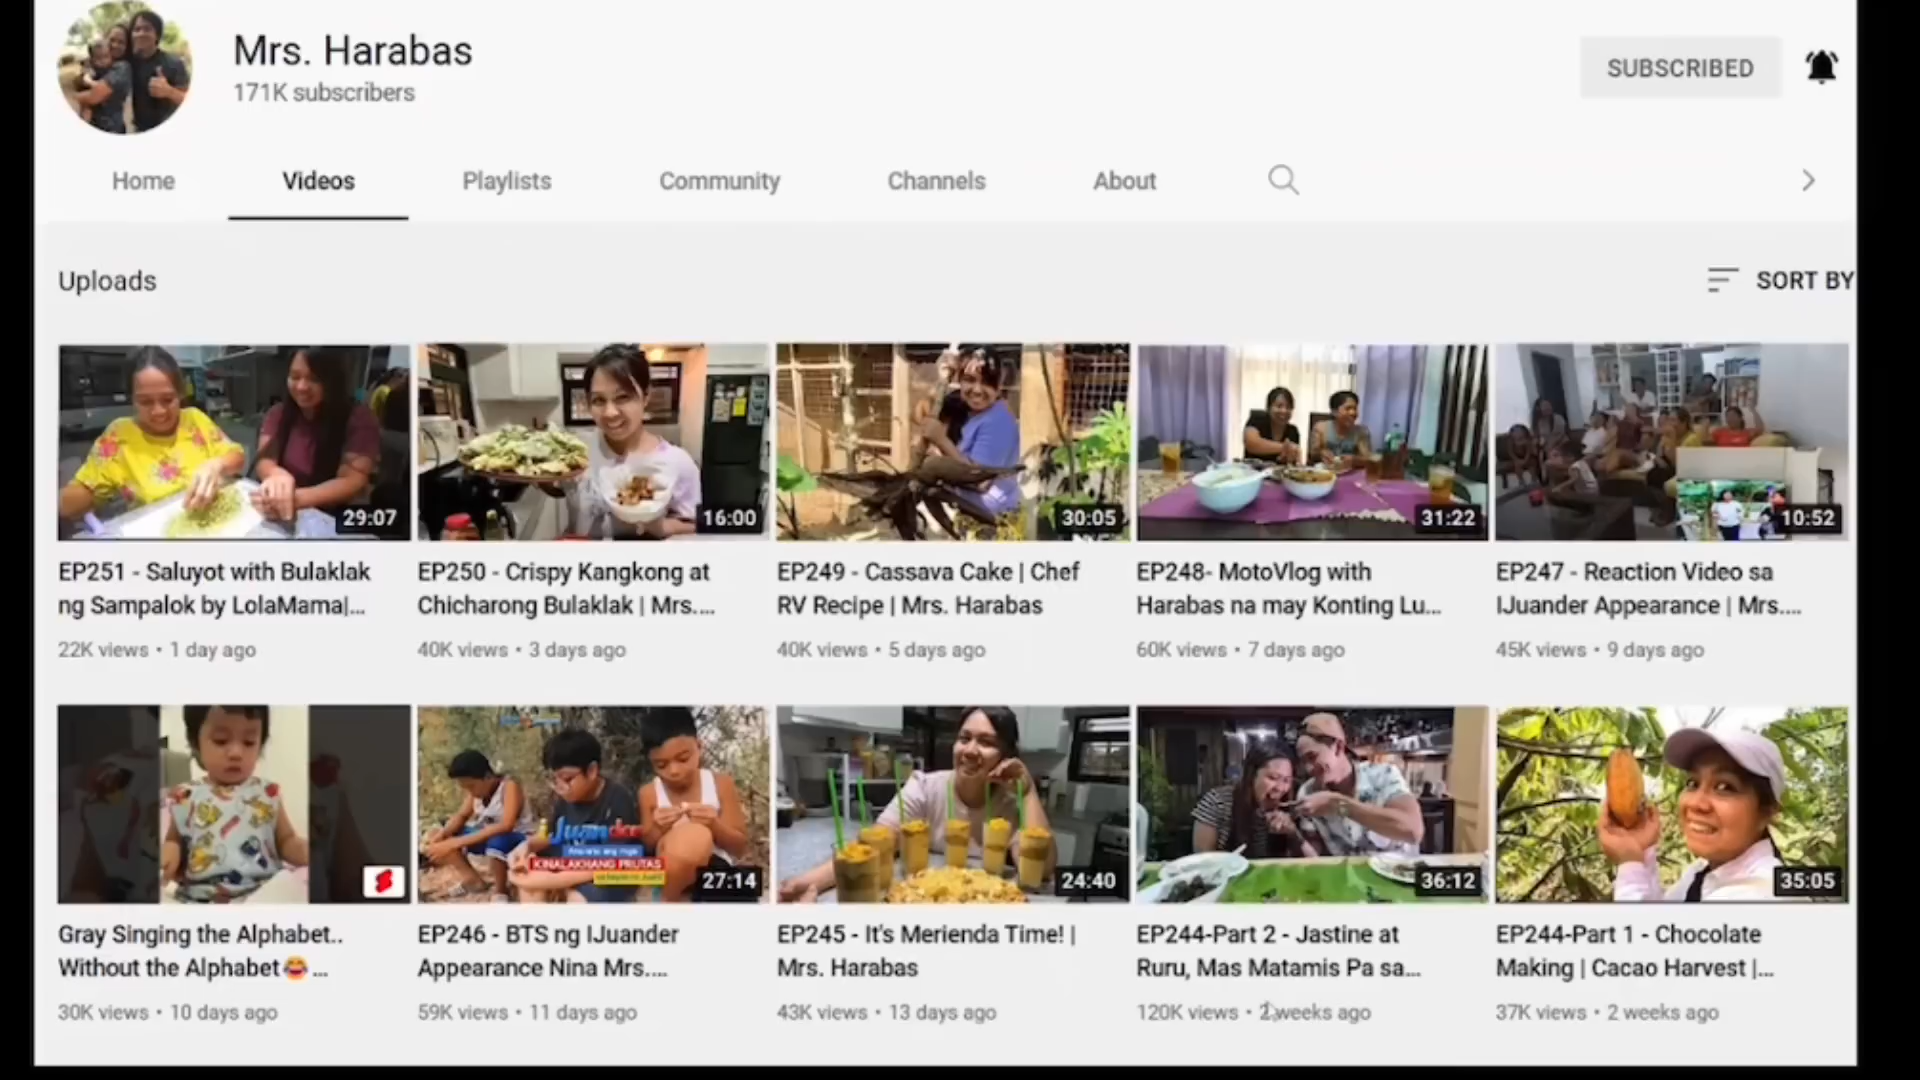 Mrs. Harabas
171K subscribers
SUBSCRIBED
Home
Videos
Playlists
Community
Channels
About
Uploads
SORT BY
29:07
16:00
30:05
31:22
10:52
EP251 - Saluyot with Bulaklak
ng Sampalok by LolaMama|...
22K views • 1 day ago
EP250 - Crispy Kangkong at
Chicharong Bulaklak | Mrs....
40K views • 3 days ago
EP249 - Cassava Cake | Chef
RV Recipe | Mrs. Harabas
40K views • 5 days ago
EP248- MotoVlog with
Harabas na may Konting Lu...
60K views • 7 days ago
EP247 - Reaction Video sa
IJuander Appearance | Mrs....
45K views • 9 days ago
KINALAKHANG PRUTAS
27:14
24:40
36:12
35:05
Gray Singing the Alphabet..
Without the Alphabet😂 ...
30K views • 10 days ago
EP246 - BTS ng IJuander
Appearance Nina Mrs....
59K views • 11 days ago
EP245 - It's Merienda Time! |
Mrs. Harabas
43K views • 13 days ago
EP244-Part 2 - Jastine at
Ruru, Mas Matamis Pa sa...
120K views • 2 weeks ago
EP244-Part 1 - Chocolate
Making | Cacao Harvest |...
37K views • 2 weeks ago